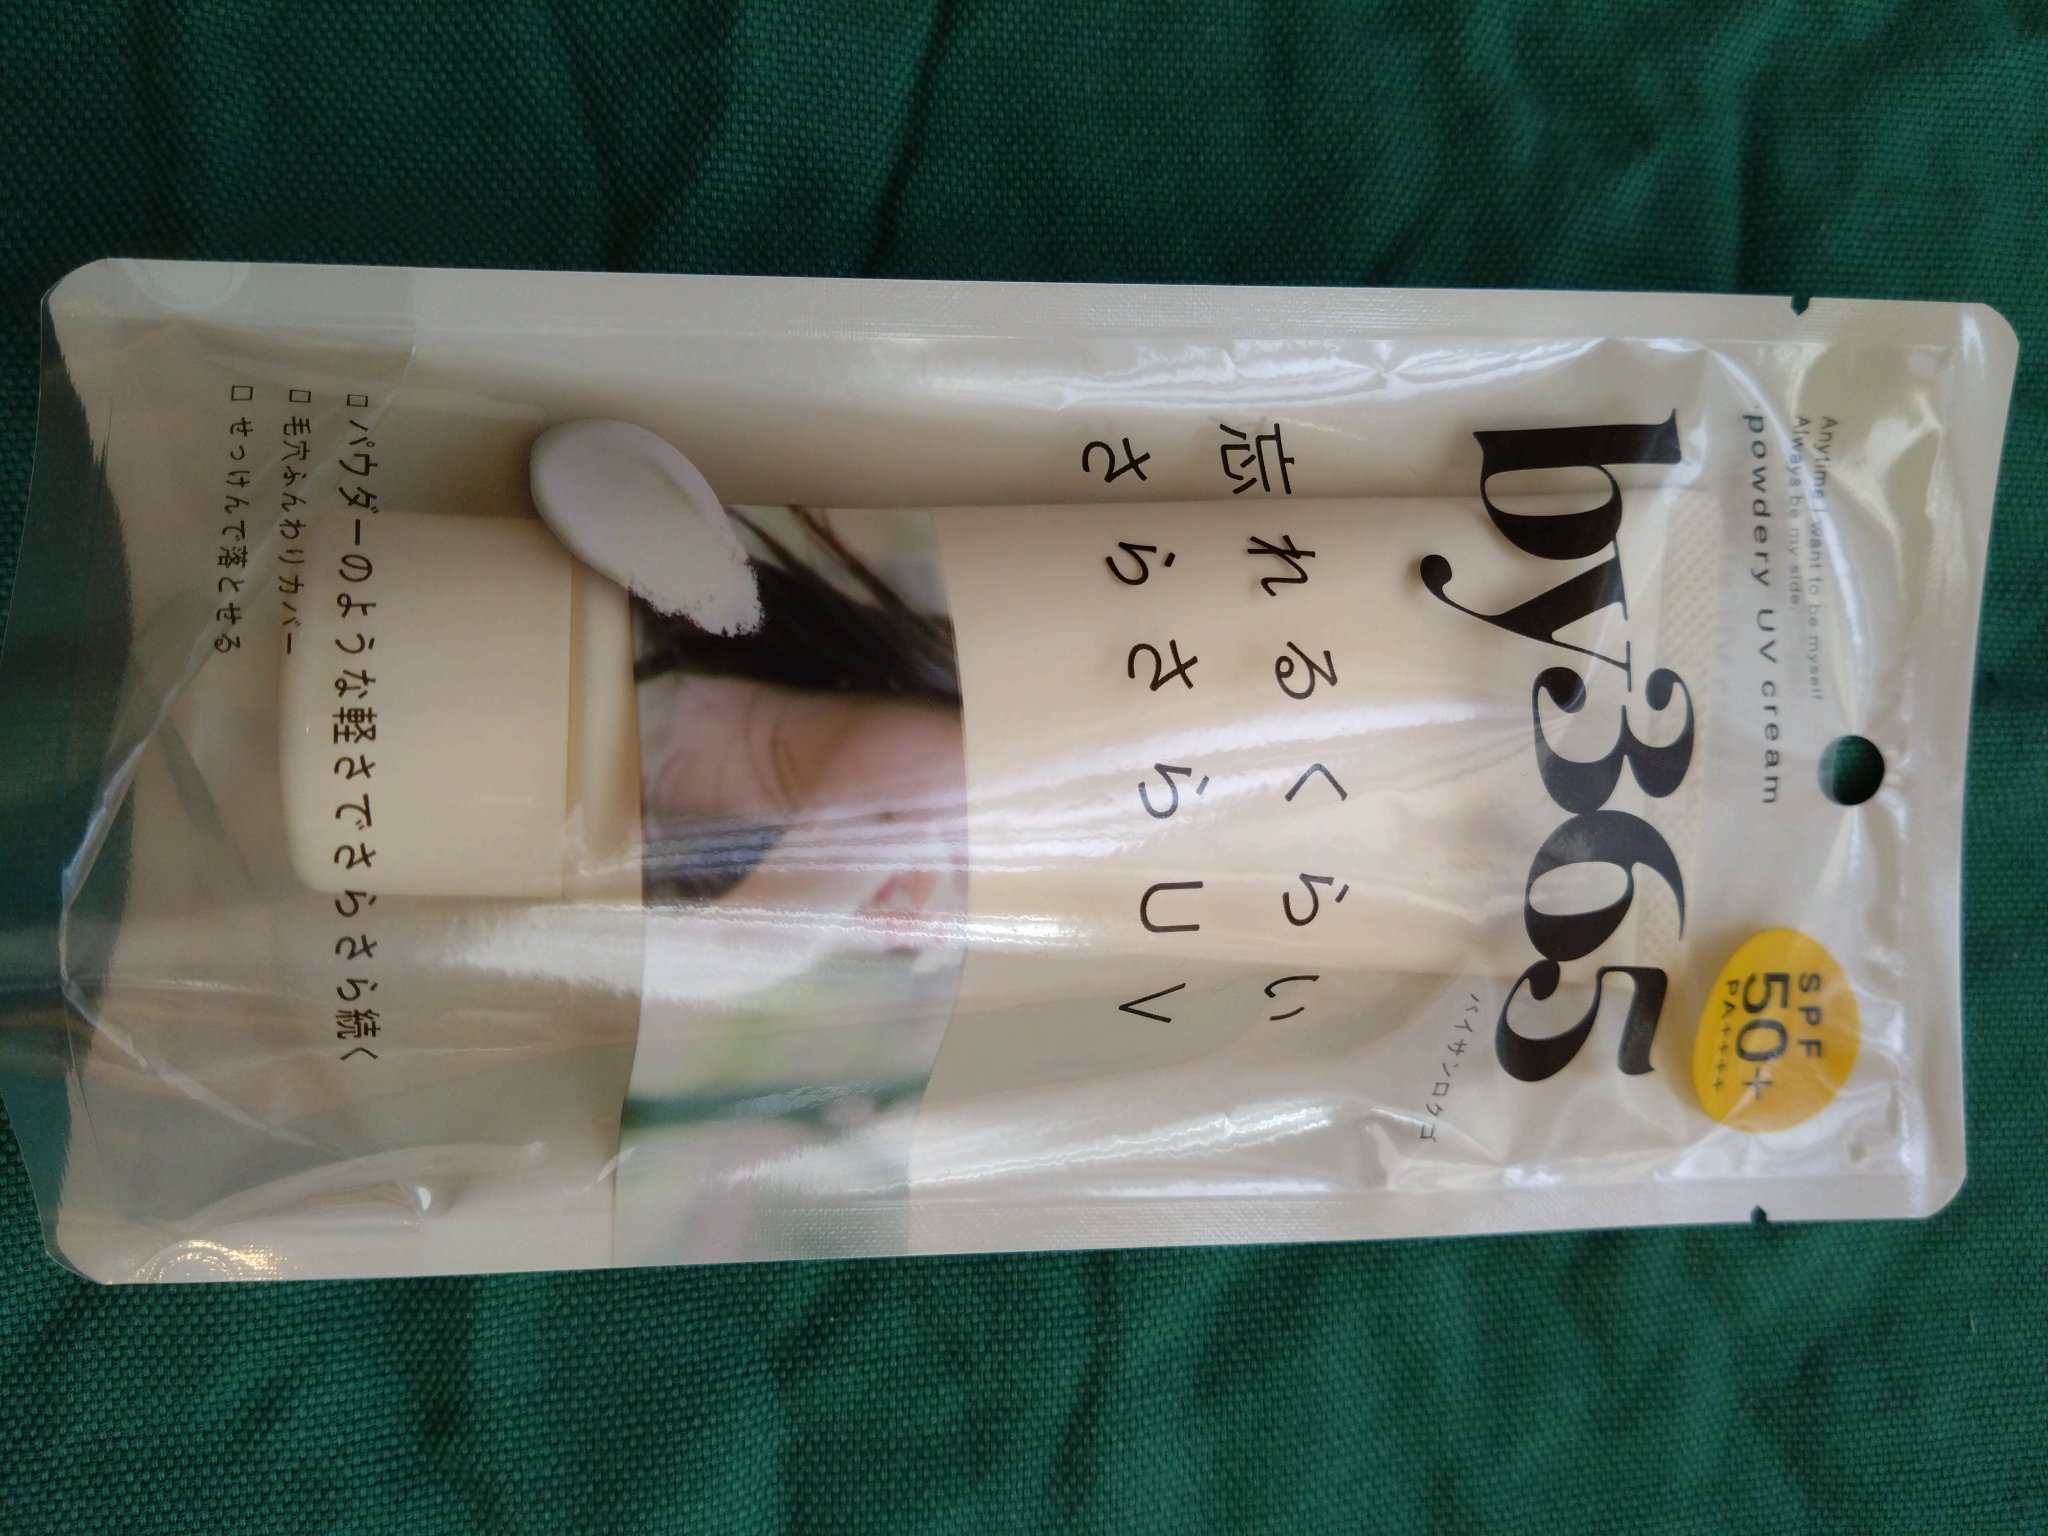 Anytime I want to be myself.
Always be my side.
powdery UV cream
SPF
50+
PA++++
by365
バイサンロクゴ
忘れるくらい
さらさらUV
□ パウダーのような軽さでさらさら続く
□ 毛穴ふんわりカバー
□ せっけんで落とせる